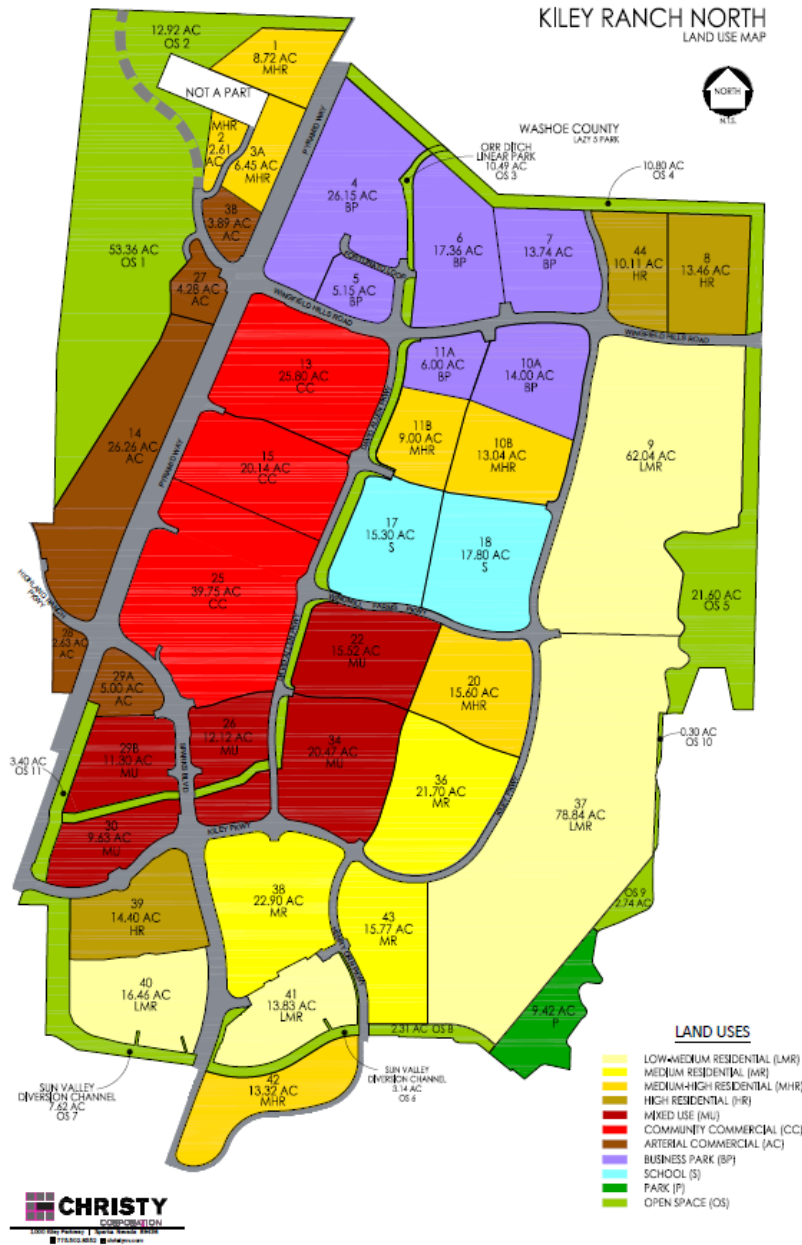 KILEY RANCH NORTH
LAND USE MAP
NORTH
N.T.S.
12.92 AC
OS 2
1
8.72 AC
MHR
NOT A PART
MHR
2
2.61
AC
3A
6.45 AC
MHR
PYRAMID WAY
WASHOE COUNTY
LAZY 5 PARK
ORR DITCH
LINEAR PARK
10.49 AC
OS 3
10.80 AC
OS 4
4
26.15 AC
BP
3B
3.89 AC
AC
6
17.36 AC
BP
7
13.74 AC
BP
44
10.11 AC
HR
8
13.46 AC
HR
53.36 AC
OS 1
27
4.28 AC
AC
5
5.15 AC
BP
WINGFIELD HILLS ROAD
WINGFIELD HILLS ROAD
13
25.80 AC
CC
11A
6.00 AC
BP
10A
14.00 AC
BP
14
26.26 AC
AC
11B
9.00 AC
MHR
10B
13.04 AC
MHR
9
62.04 AC
LMR
PYRAMID WAY
15
20.14 AC
CC
17
15.30 AC
S
18
17.80 AC
S
25
39.75 AC
CC
21.60 AC
OS 5
HIGHLAND RANCH
PKWY
28
2.63 AC
AC
22
15.52 AC
MU
29A
5.00 AC
AC
20
15.60 AC
MHR
26
12.12 AC
MU
34
20.47 AC
MU
29B
11.30 AC
MU
SPARKS BLVD
0.30 AC
OS 10
3.40 AC
OS 11
36
21.70 AC
MR
37
78.84 AC
LMR
30
9.63 AC
MU
KILEY PKWY
KILEY PKWY
39
14.40 AC
HR
38
22.90 AC
MR
43
15.77 AC
MR
OS 9
2.74 AC
40
16.46 AC
LMR
41
13.83 AC
LMR
9.42 AC
P
2.31 AC OS 8
SUN VALLEY
DIVERSION CHANNEL
7.62 AC
OS 7
42
13.32 AC
MHR
SUN VALLEY
DIVERSION CHANNEL
3.14 AC
OS 6
LAND USES
LOW-MEDIUM RESIDENTIAL (LMR)
MEDIUM RESIDENTIAL (MR)
MEDIUM-HIGH RESIDENTIAL (MHR)
HIGH RESIDENTIAL (HR)
MIXED USE (MU)
COMMUNITY COMMERCIAL (CC)
ARTERIAL COMMERCIAL (AC)
BUSINESS PARK (BP)
SCHOOL (S)
PARK (P)
OPEN SPACE (OS)
CHRISTY
CORPORATION